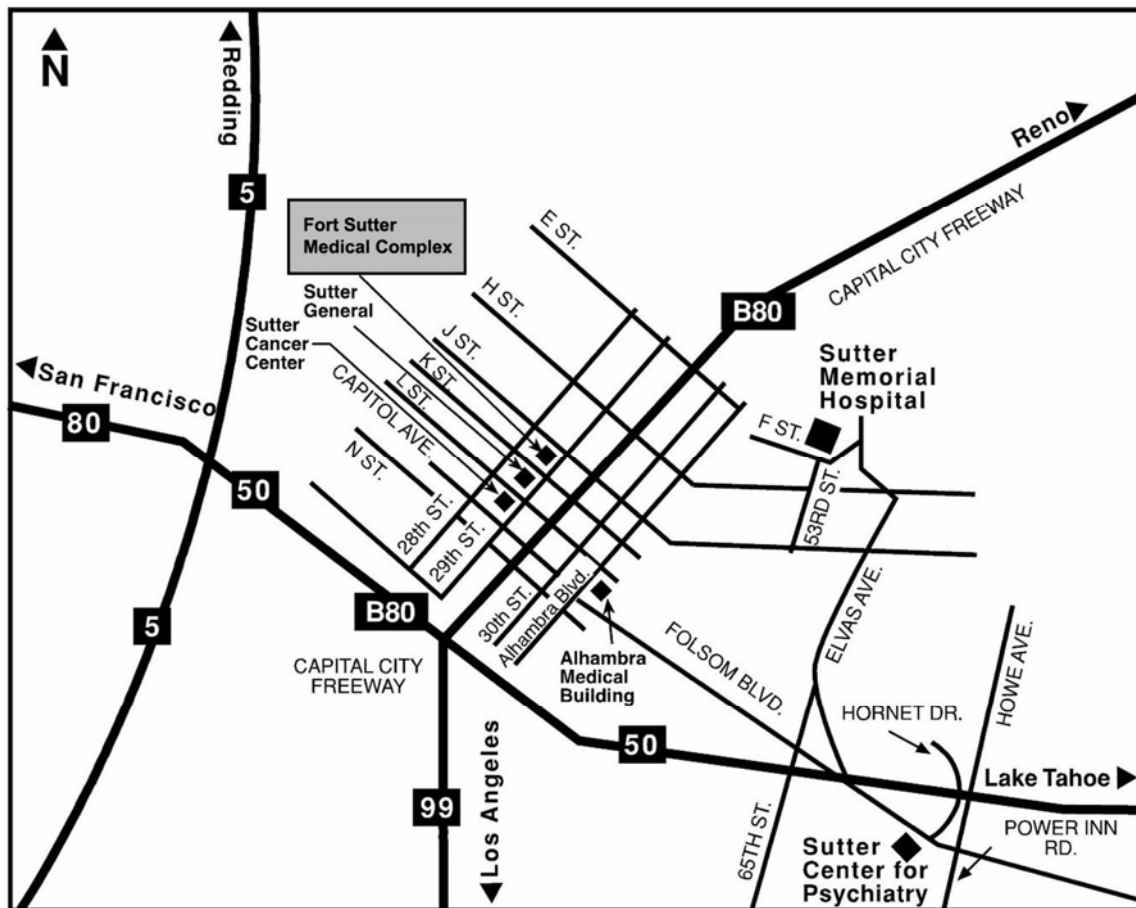 N
Redding
5
Reno
CAPITAL CITY FREEWAY
Fort Sutter
Medical Complex
E ST.
H ST.
Sutter
General
J ST.
B80
Sutter
Cancer
Center
K ST.
L ST.
CAPITOL AVE.
N ST.
San Francisco
80
50
Sutter
Memorial
Hospital
F ST.
53RD ST.
28th ST.
29th ST.
30th ST.
Alhambra Blvd.
5
B80
CAPITAL CITY
FREEWAY
Alhambra
Medical
Building
FOLSOM BLVD.
ELVAS AVE.
HOWE AVE.
HORNET DR.
50
Lake Tahoe
99
Los Angeles
65TH ST.
POWER INN
RD.
Sutter
Center for
Psychiatry